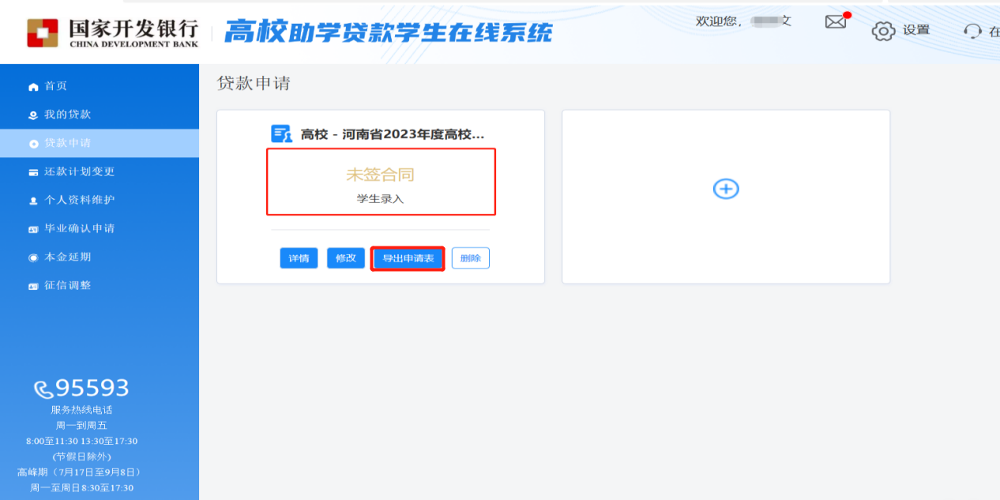 国家开发银行
CHINA DEVELOPMENT BANK
高校助学贷款学生在线系统
欢迎您,
文
设置
首页
我的贷款
贷款申请
还款计划变更
个人资料维护
毕业确认申请
本金延期
征信调整
95593
服务热线电话
周一到周五
8:00至11:30 13:30至17:30
(节假日除外)
高峰期（7月17日至9月8日）
周一至周日8:30至17:30
贷款申请
高校 - 河南省2023年度高校...
未签合同
学生录入
详情
修改
导出申请表
删除